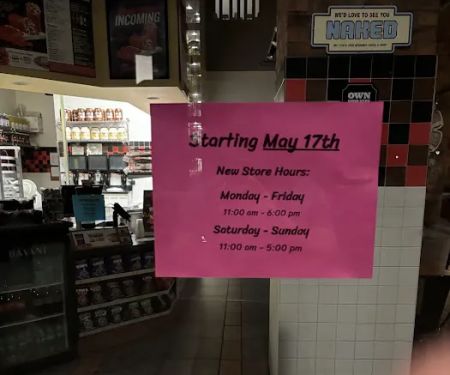 INCOMING
WE'D LOVE TO SEE YOU
NAKED
OWN
Starting May 17th
New Store Hours:
Monday - Friday
11:00 am - 6:00 pm
Saturday - Sunday
11:00 am - 5:00 pm